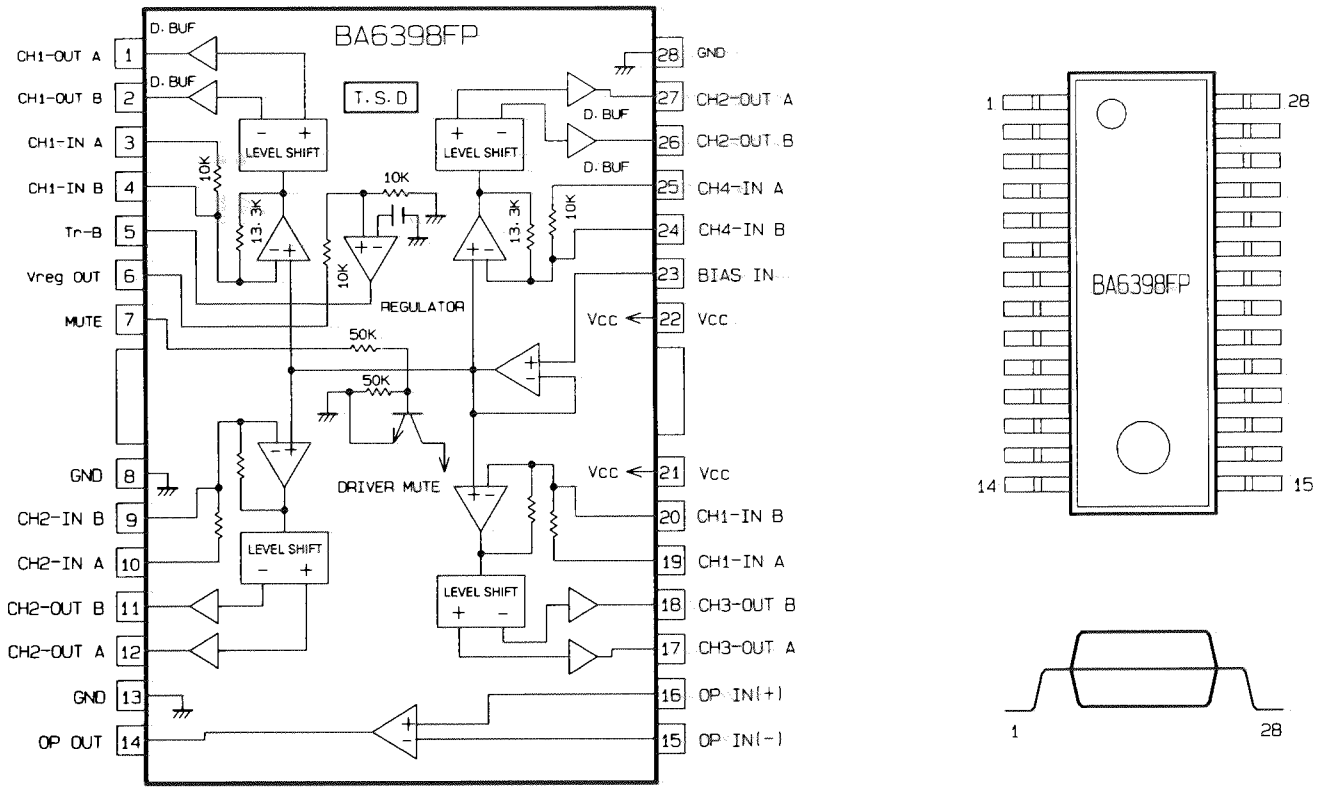 BA6398FP
T.S.D
CH1-OUT A 1 D.BUF
CH1-OUT B 2 D.BUF
CH1-IN A 3
CH1-IN B 4
Tr-B 5
Vreg OUT 6
MUTE 7
GND 8
CH2-IN B 9
CH2-IN A 10
CH2-OUT B 11
CH2-OUT A 12
GND 13
OP OUT 14
28 GND
27 CH2-OUT A
D.BUF
26 CH2-OUT B
D.BUF
25 CH4-IN A
24 CH4-IN B
23 BIAS IN
VCC 22 VCC
VCC 21 VCC
20 CH1-IN B
19 CH1-IN A
18 CH3-OUT B
17 CH3-OUT A
16 OP IN(+)
15 OP IN(-)
- +
LEVEL SHIFT
+ -
LEVEL SHIFT
10K
13.3K
- +
10K
10K
+ -
REGULATOR
13.3K
10K
+ -
50K
50K
+
-
DRIVER MUTE
- +
LEVEL SHIFT
- +
+ -
LEVEL SHIFT
+ -
+
-
1 28
BA6398FP
14 15
1 28